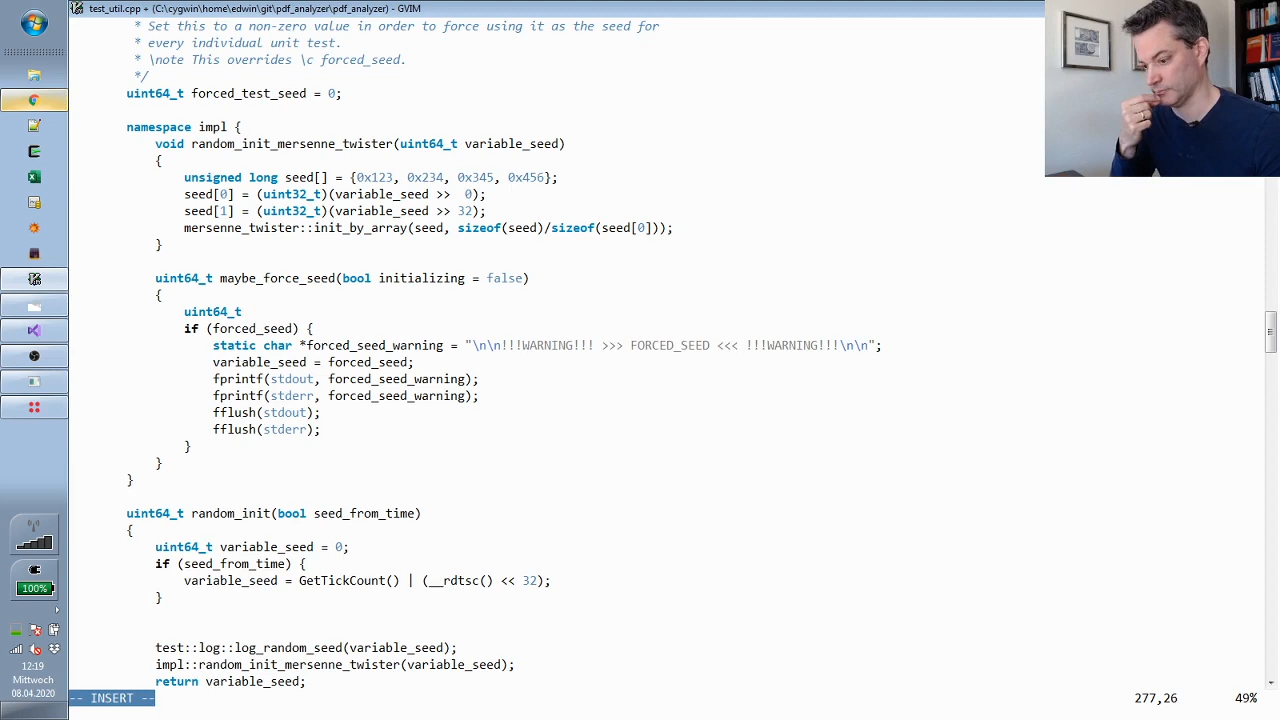 test_util.cpp + (C:\cygwin\home\edwin\git\pdf_analyzer\pdf_analyzer) - GVIM
* Set this to a non-zero value in order to force using it as the seed for
* every individual unit test.
* \note This overrides \c forced_seed.
*/
uint64_t forced_test_seed = 0;
namespace impl {
void random_init_mersenne_twister(uint64_t variable_seed)
{
unsigned long seed[] = {0x123, 0x234, 0x345, 0x456};
seed[0] = (uint32_t)(variable_seed >>  0);
seed[1] = (uint32_t)(variable_seed >> 32);
mersenne_twister::init_by_array(seed, sizeof(seed)/sizeof(seed[0]));
}
uint64_t maybe_force_seed(bool initializing = false)
{
uint64_t
if (forced_seed) {
static char *forced_seed_warning = "\n\n!!!WARNING!!! >>> FORCED_SEED <<< !!!WARNING!!!\n\n";
variable_seed = forced_seed;
fprintf(stdout, forced_seed_warning);
fprintf(stderr, forced_seed_warning);
fflush(stdout);
fflush(stderr);
}
}
}
uint64_t random_init(bool seed_from_time)
{
uint64_t variable_seed = 0;
if (seed_from_time) {
variable_seed = GetTickCount() | (__rdtsc() << 32);
}
test::log::log_random_seed(variable_seed);
impl::random_init_mersenne_twister(variable_seed);
return variable_seed;
-- INSERT --
277,26
49%
100%
12:19
Mittwoch
08.04.2020